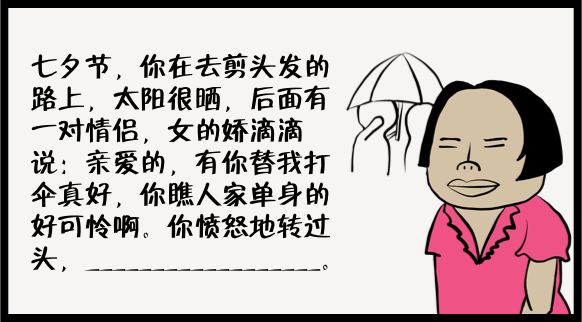 七夕节，你在去剪头发的
路上，太阳很晒，后面有
一对情侣，女的娇滴滴
说：亲爱的，有你替我打
伞真好，你瞧人家单身的
好可怜啊。你愤怒地转过
头，__________________。